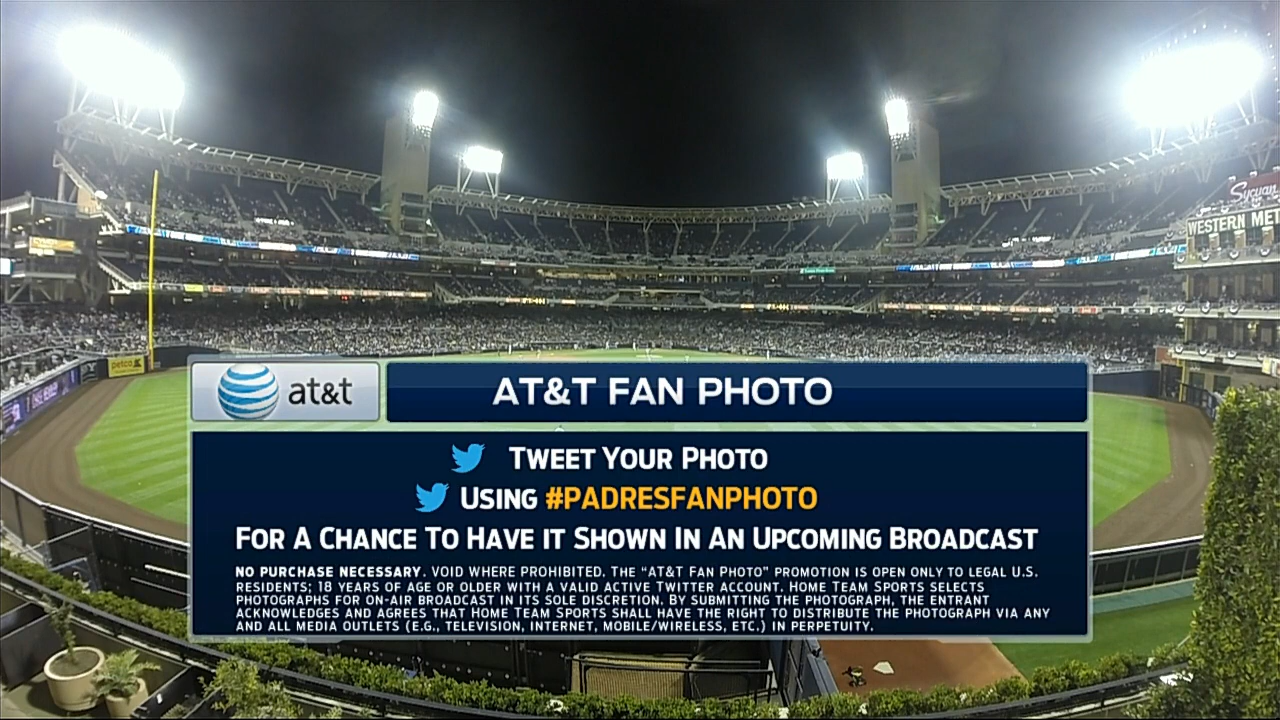 Sycuan
WESTERN MET
petco
at&t
AT&T FAN PHOTO
TWEET YOUR PHOTO
USING #PADRESFANPHOTO
FOR A CHANCE TO HAVE IT SHOWN IN AN UPCOMING BROADCAST
NO PURCHASE NECESSARY. VOID WHERE PROHIBITED. THE "AT&T FAN PHOTO" PROMOTION IS OPEN ONLY TO LEGAL U.S.
RESIDENTS; 18 YEARS OF AGE OR OLDER WITH A VALID ACTIVE TWITTER ACCOUNT. HOME TEAM SPORTS SELECTS
PHOTOGRAPHS FOR ON-AIR BROADCAST IN ITS SOLE DISCRETION. BY SUBMITTING THE PHOTOGRAPH, THE ENTRANT
ACKNOWLEDGES AND AGREES THAT HOME TEAM SPORTS SHALL HAVE THE RIGHT TO DISTRIBUTE THE PHOTOGRAPH VIA ANY
AND ALL MEDIA OUTLETS (E.G., TELEVISION, INTERNET, MOBILE/WIRELESS, ETC.) IN PERPETUITY.